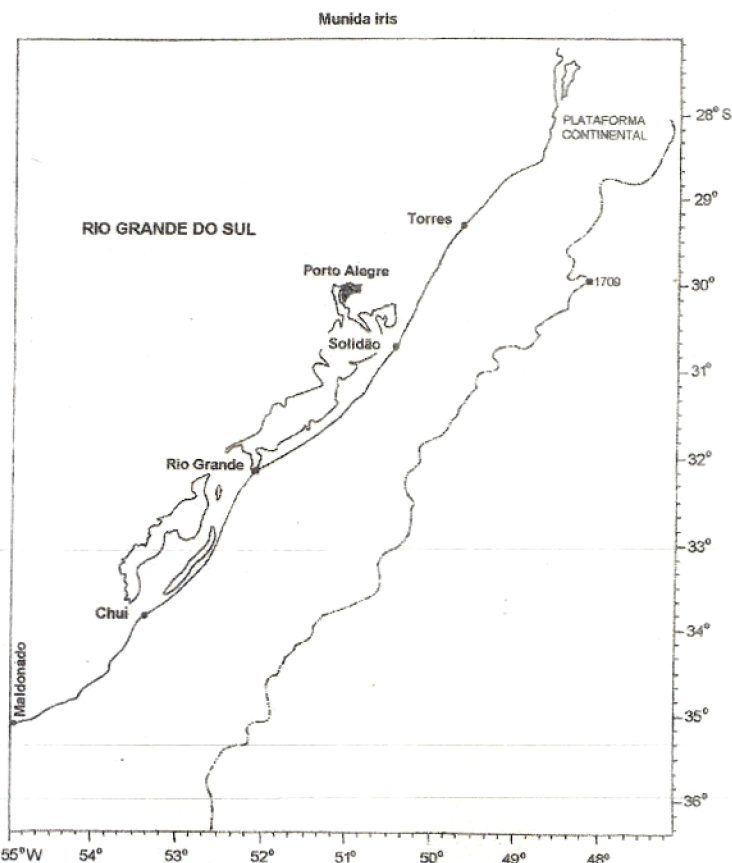 Munida iris
PLATAFORMA
CONTINENTAL
28° S
29°
Torres
RIO GRANDE DO SUL
Porto Alegre
30°
1709
Solidão
31°
Rio Grande
32°
33°
Chui
34°
Maldonado
35°
36°
55°W 54° 53° 52° 51° 50° 49° 48°